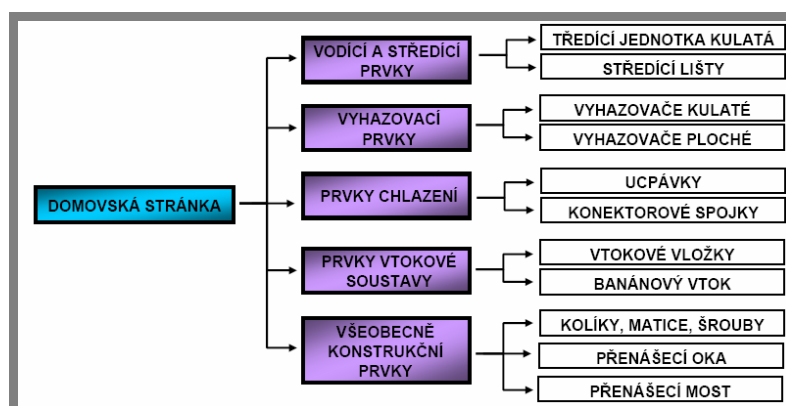 DOMOVSKÁ STRÁNKA
VODÍCÍ A STŘEDÍCÍ
PRVKY
TŘEDÍCÍ JEDNOTKA KULATÁ
STŘEDÍCÍ LIŠTY
VYHAZOVACÍ
PRVKY
VYHAZOVAČE KULATÉ
VYHAZOVAČE PLOCHÉ
PRVKY CHLAZENÍ
UCPÁVKY
KONEKTOROVÉ SPOJKY
PRVKY VTOKOVÉ
SOUSTAVY
VTOKOVÉ VLOŽKY
BANÁNOVÝ VTOK
VŠEOBECNĚ
KONSTRUKČNÍ
PRVKY
KOLÍKY, MATICE, ŠROUBY
PŘENÁŠECÍ OKA
PŘENÁŠECÍ MOST